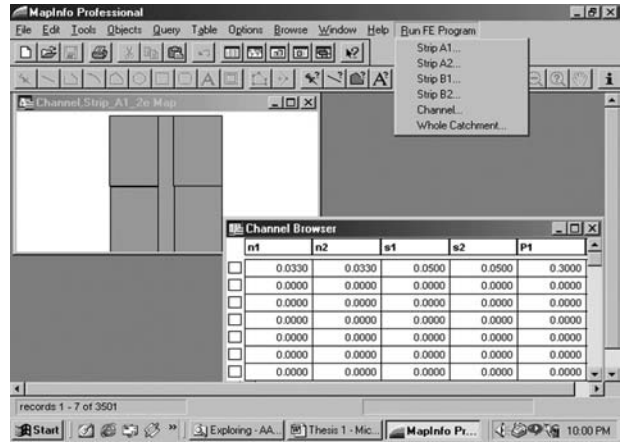 MapInfo Professional
File Edit Tools Objects Query Table Options Browse Window Help Run FE Program
Strip A1...
Strip A2...
Strip B1...
Strip B2...
Channel...
Whole Catchment...
Channel,Strip_A1_2e Map
Channel Browser
n1 n2 s1 s2 P1
0.0330 0.0330 0.0500 0.0500 0.3000
0.0000 0.0000 0.0000 0.0000 0.0000
0.0000 0.0000 0.0000 0.0000 0.0000
0.0000 0.0000 0.0000 0.0000 0.0000
0.0000 0.0000 0.0000 0.0000 0.0000
0.0000 0.0000 0.0000 0.0000 0.0000
0.0000 0.0000 0.0000 0.0000 0.0000
records 1 - 7 of 3501
Start Exploring - AA... Thesis 1 - Mic... MapInfo Pr... 10:00 PM